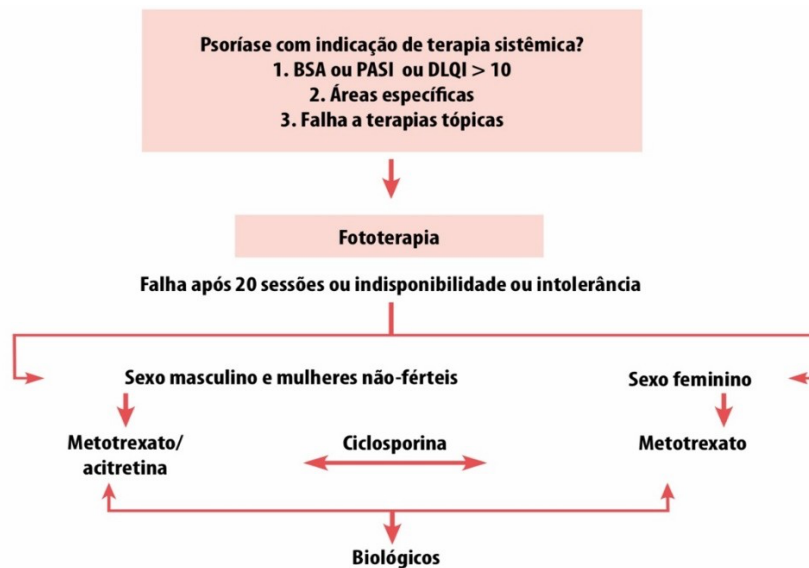 Psoríase com indicação de terapia sistêmica?
1. BSA ou PASI ou DLQI > 10
2. Áreas específicas
3. Falha a terapias tópicas
Fototerapia
Falha após 20 sessões ou indisponibilidade ou intolerância
Sexo masculino e mulheres não-férteis
Sexo feminino
Metotrexato/
acitretina
Ciclosporina
Metotrexato
Biológicos